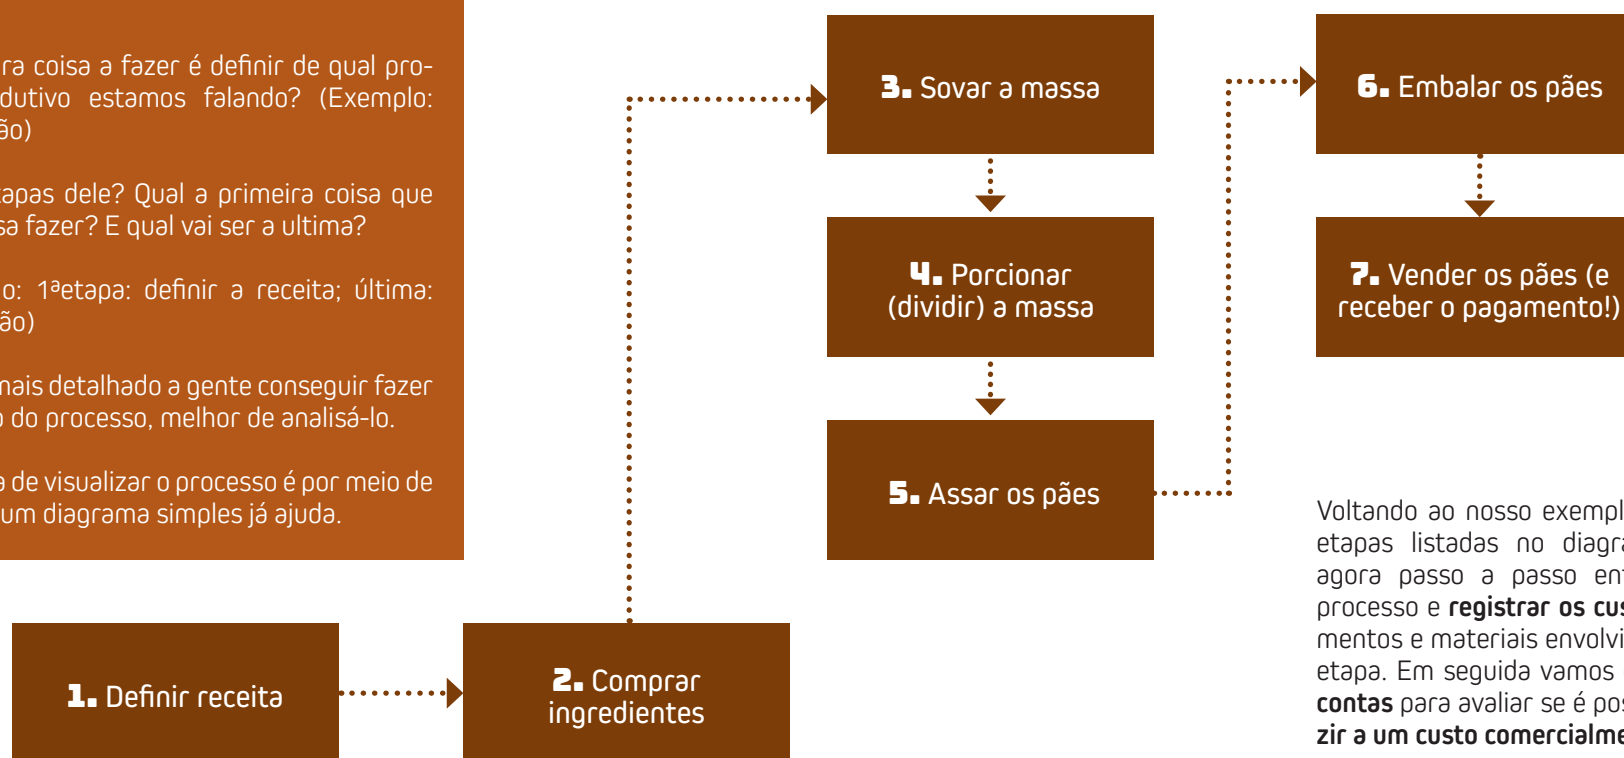 ra coisa a fazer é definir de qual pro-
dutivo estamos falando? (Exemplo:
ão)
apas dele? Qual a primeira coisa que
sa fazer? E qual vai ser a ultima?
o: 1ªetapa: definir a receita; última:
ão)
mais detalhado a gente conseguir fazer
o do processo, melhor de analisá-lo.
a de visualizar o processo é por meio de
um diagrama simples já ajuda.
1. Definir receita
2. Comprar
ingredientes
3. Sovar a massa
4. Porcionar
(dividir) a massa
5. Assar os pães
6. Embalar os pães
7. Vender os pães (e
receber o pagamento!)
Voltando ao nosso exempl
etapas listadas no diagra
agora passo a passo ent
processo e registrar os cus
mentos e materiais envolvi
etapa. Em seguida vamos
contas para avaliar se é pos
zir a um custo comercialme